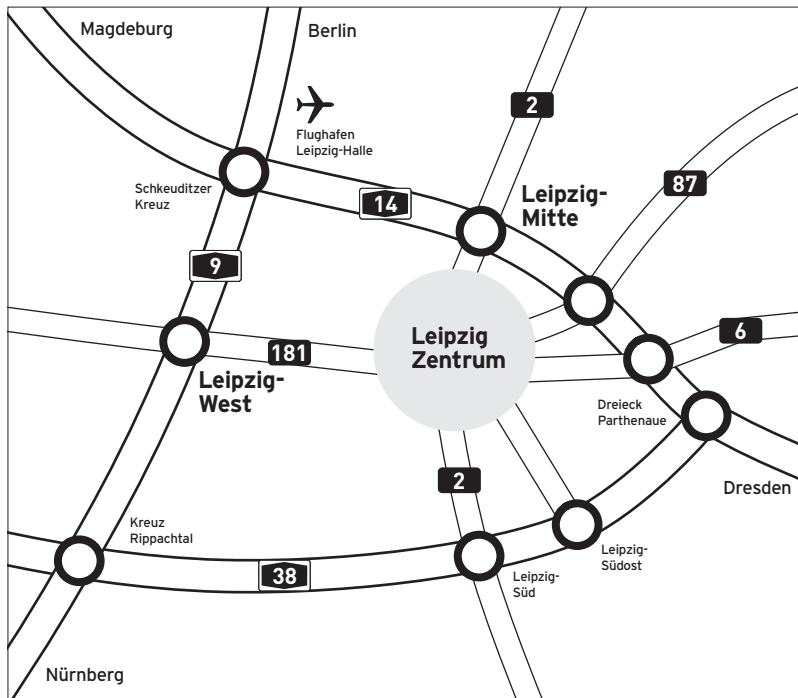 Magdeburg
Berlin
Flughafen
Leipzig-Halle
2
87
Schkeuditzer
Kreuz
14
Leipzig-
Mitte
9
6
181
Leipzig
Zentrum
Leipzig-
West
Dreieck
Parthenaue
2
Dresden
Kreuz
Rippachtal
38
Leipzig-
Süd
Leipzig-
Südost
Nürnberg